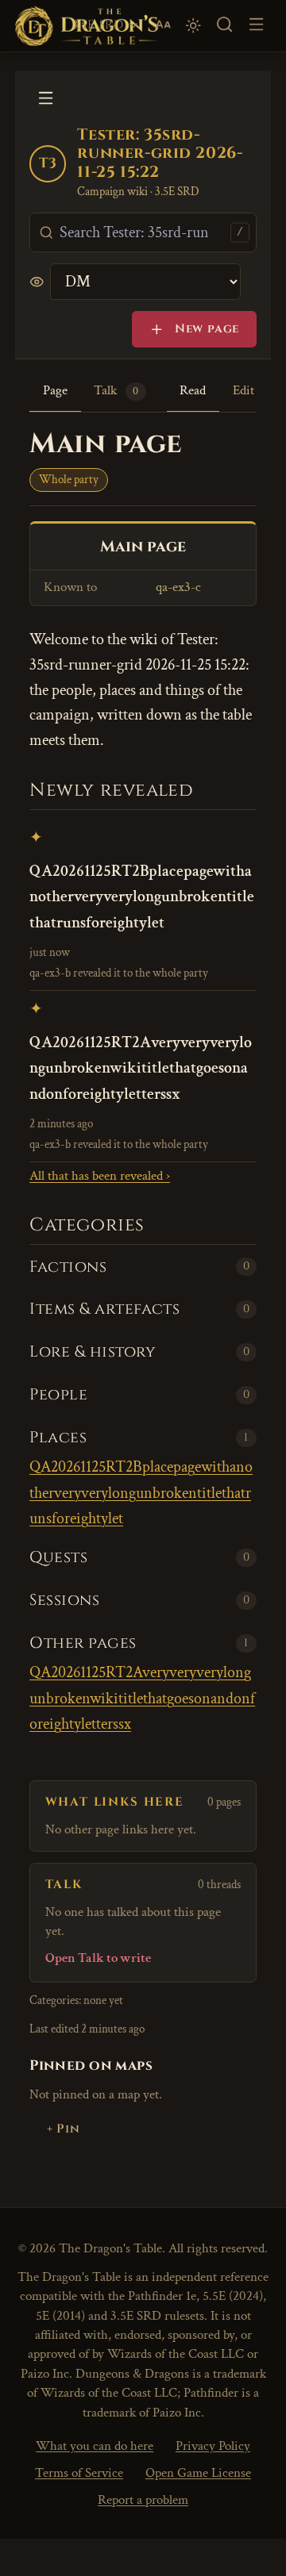 THE
DRAGON'S
TABLE
AA
T3
Tester: 35srd-
runner-grid 2026-
11-25 15:22
Campaign wiki · 3.5E SRD
Search Tester: 35srd-run
/
DM
+ New page
Page Talk 0 Read Edit
Main page
Whole party
Main page
Known to qa-ex3-c
Welcome to the wiki of Tester:
35srd-runner-grid 2026-11-25 15:22:
the people, places and things of the
campaign, written down as the table
meets them.
Newly revealed
QA20261125RT2Bplacepagewitha
notherveryverylongunbrokentitle
thatrunsforeightylet
just now
qa-ex3-b revealed it to the whole party
QA20261125RT2Averyveryverylo
ngunbrokenwikititlethatgoesona
ndonforeightyletterssx
2 minutes ago
qa-ex3-b revealed it to the whole party
All that has been revealed >
Categories
Factions 0
Items & artefacts 0
Lore & history 0
People 0
Places 1
QA20261125RT2Bplacepagewithano
therveryverylongunbrokentitlethatr
unsforeightylet
Quests 0
Sessions 0
Other pages 1
QA20261125RT2Averyveryverylong
unbrokenwikititlethatgoesonandonf
oreightyletterssx
What links here 0 pages
No other page links here yet.
Talk 0 threads
No one has talked about this page
yet.
Open Talk to write
Categories: none yet
Last edited 2 minutes ago
Pinned on maps
Not pinned on a map yet.
+ Pin
© 2026 The Dragon's Table. All rights reserved.
The Dragon's Table is an independent reference
compatible with the Pathfinder 1e, 5.5E (2024),
5E (2014) and 3.5E SRD rulesets. It is not
affiliated with, endorsed, sponsored by, or
approved of by Wizards of the Coast LLC or
Paizo Inc. Dungeons & Dragons is a trademark
of Wizards of the Coast LLC; Pathfinder is a
trademark of Paizo Inc.
What you can do here Privacy Policy
Terms of Service Open Game License
Report a problem